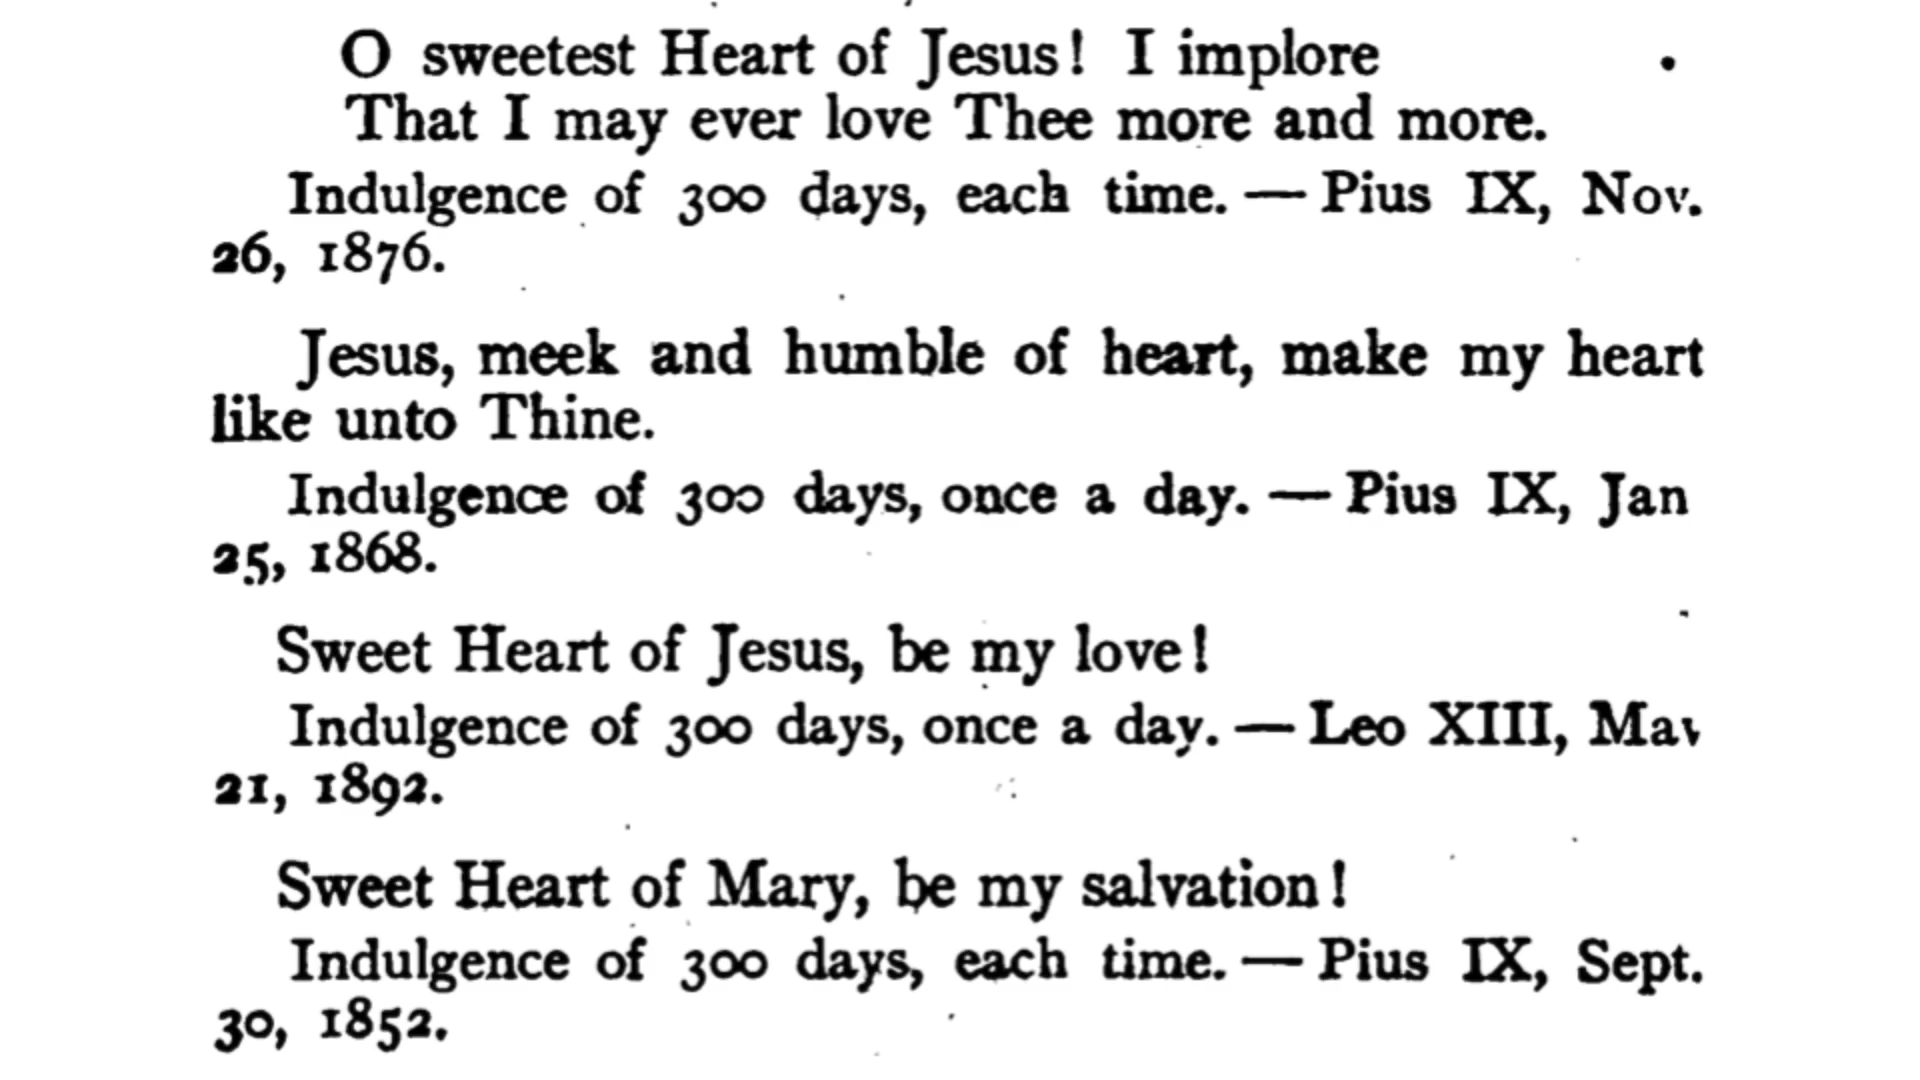 O sweetest Heart of Jesus! I implore
That I may ever love Thee more and more.
Indulgence of 300 days, each time. — Pius IX, Nov.
26, 1876.
Jesus, meek and humble of heart, make my heart
like unto Thine.
Indulgence of 300 days, once a day. — Pius IX, Jan
25, 1868.
Sweet Heart of Jesus, be my love!
Indulgence of 300 days, once a day. — Leo XIII, May
21, 1892.
Sweet Heart of Mary, be my salvation!
Indulgence of 300 days, each time. — Pius IX, Sept.
30, 1852.